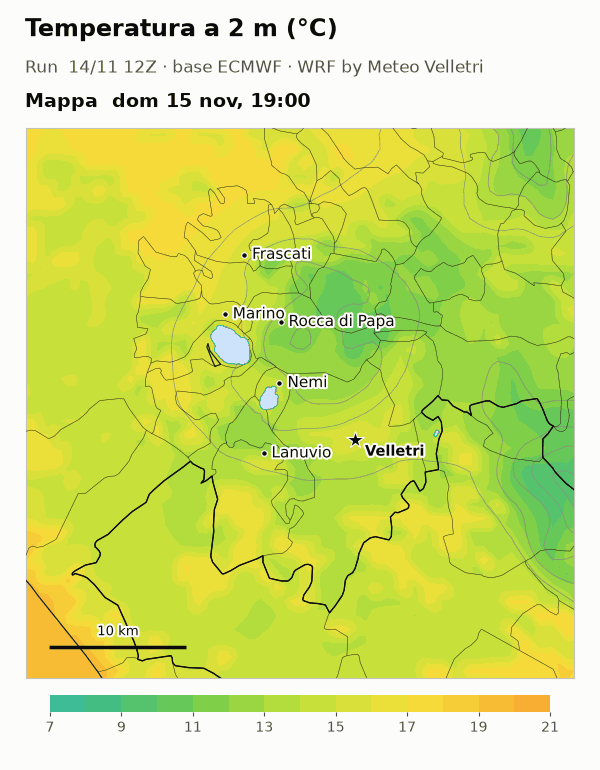 Temperatura a 2 m (°C)
Run  14/11 12Z · base ECMWF · WRF by Meteo Velletri
Mappa  dom 15 nov, 19:00
Frascati
Marino
Rocca di Papa
Nemi
Lanuvio
Velletri
10 km
7 9 11 13 15 17 19 21